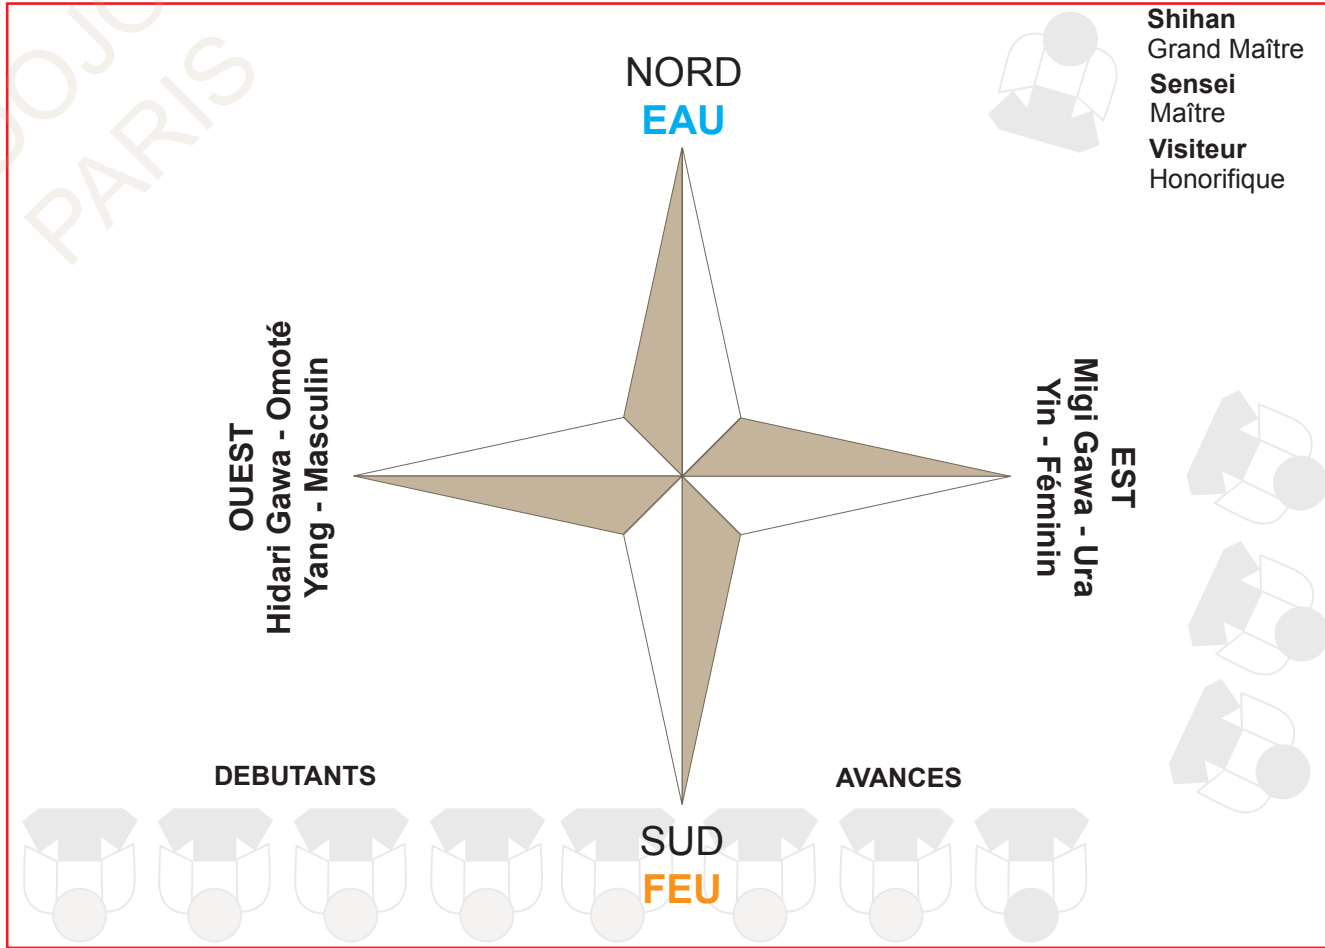 DOJO
PARIS
NORD
EAU
Shihan
Grand Maître
Sensei
Maître
Visiteur
Honorifique
OUEST
Hidari Gawa - Omoté
Yang - Masculin
EST
Migi Gawa - Ura
Yin - Féminin
DEBUTANTS
AVANCES
SUD
FEU